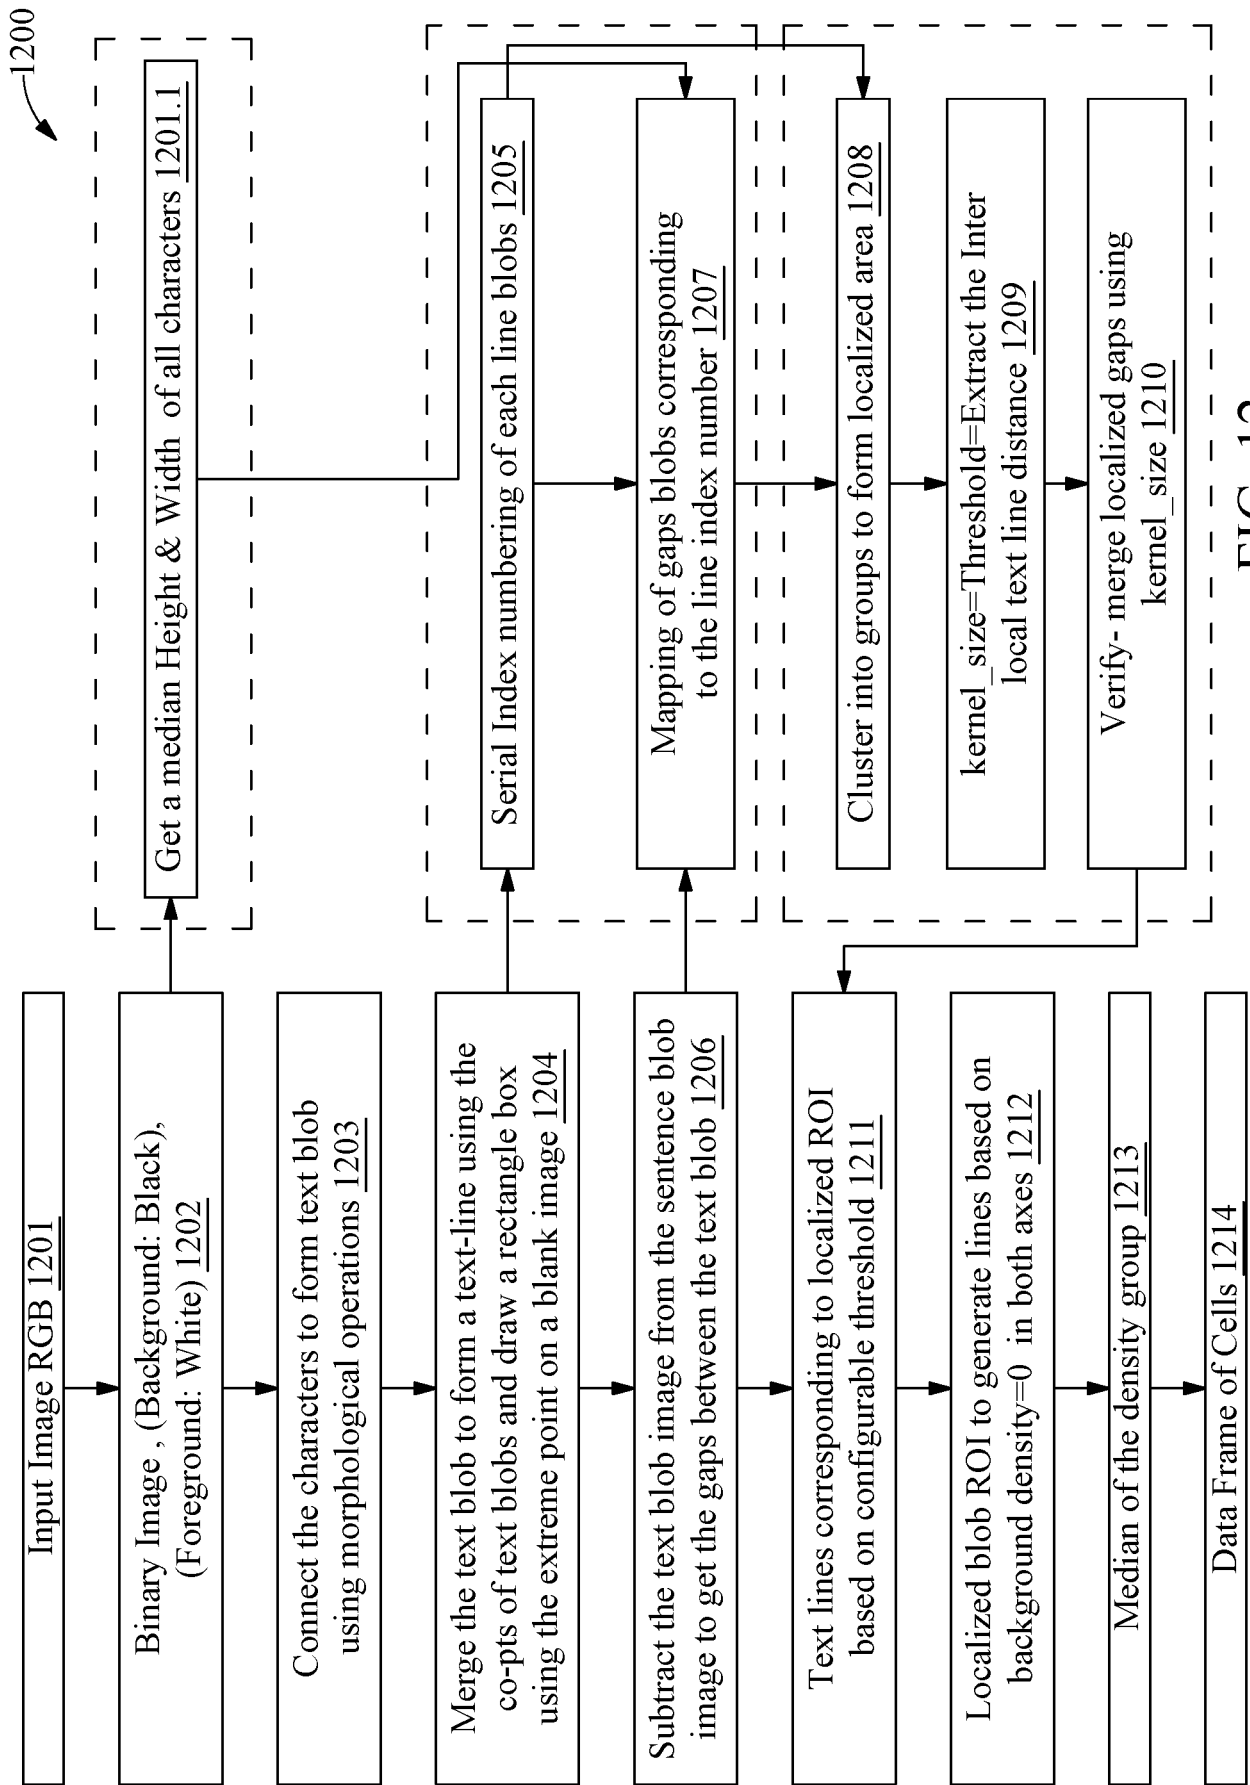 1200
Input Image RGB 1201
Binary Image , (Background: Black),
(Foreground: White) 1202
Get a median Height & Width of all characters 1201.1
Connect the characters to form text blob
using morphological operations 1203
Merge the text blob to form a text-line using the
co-pts of text blobs and draw a rectangle box
using the extreme point on a blank image 1204
Serial Index numbering of each line blobs 1205
Subtract the text blob image from the sentence blob
image to get the gaps between the text blob 1206
Mapping of gaps blobs corresponding
to the line index number 1207
Cluster into groups to form localized area 1208
kernel_size=Threshold=Extract the Inter
local text line distance 1209
Verify- merge localized gaps using
kernel_size 1210
Text lines corresponding to localized ROI
based on configurable threshold 1211
Localized blob ROI to generate lines based on
background density=0 in both axes 1212
Median of the density group 1213
Data Frame of Cells 1214